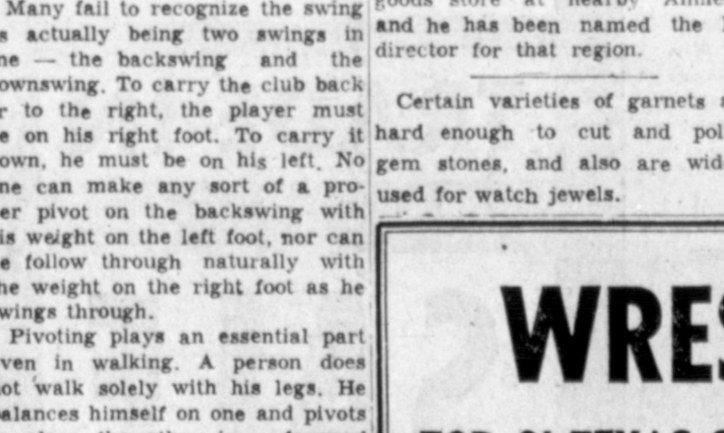 Many fail to recognize the swing
s actually being two swings in
ne — the backswing and the
ownswing. To carry the club back
r to the right, the player must
e on his right foot. To carry it
own, he must be on his left. No
ne can make any sort of a pro-
er pivot on the backswing with
is weight on the left foot, nor can
e follow through naturally with
he weight on the right foot as he
wings through.
Pivoting plays an essential part
ven in walking. A person does
ot walk solely with his legs. He
alances himself on one and pivots
goods store at nearby
and he has been named the
director for that region.
Certain varieties of garnets
hard enough to cut and pol
gem stones, and also are wid
used for watch jewels.
WRES